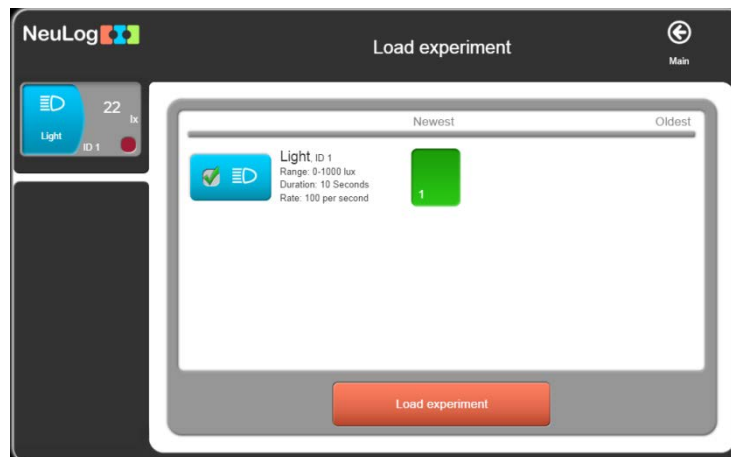 NeuLog
Load experiment
Main
22
lx
Light
ID 1
Newest
Oldest
Light, ID 1
Range: 0-1000 lux
Duration: 10 Seconds
Rate: 100 per second
1
Load experiment